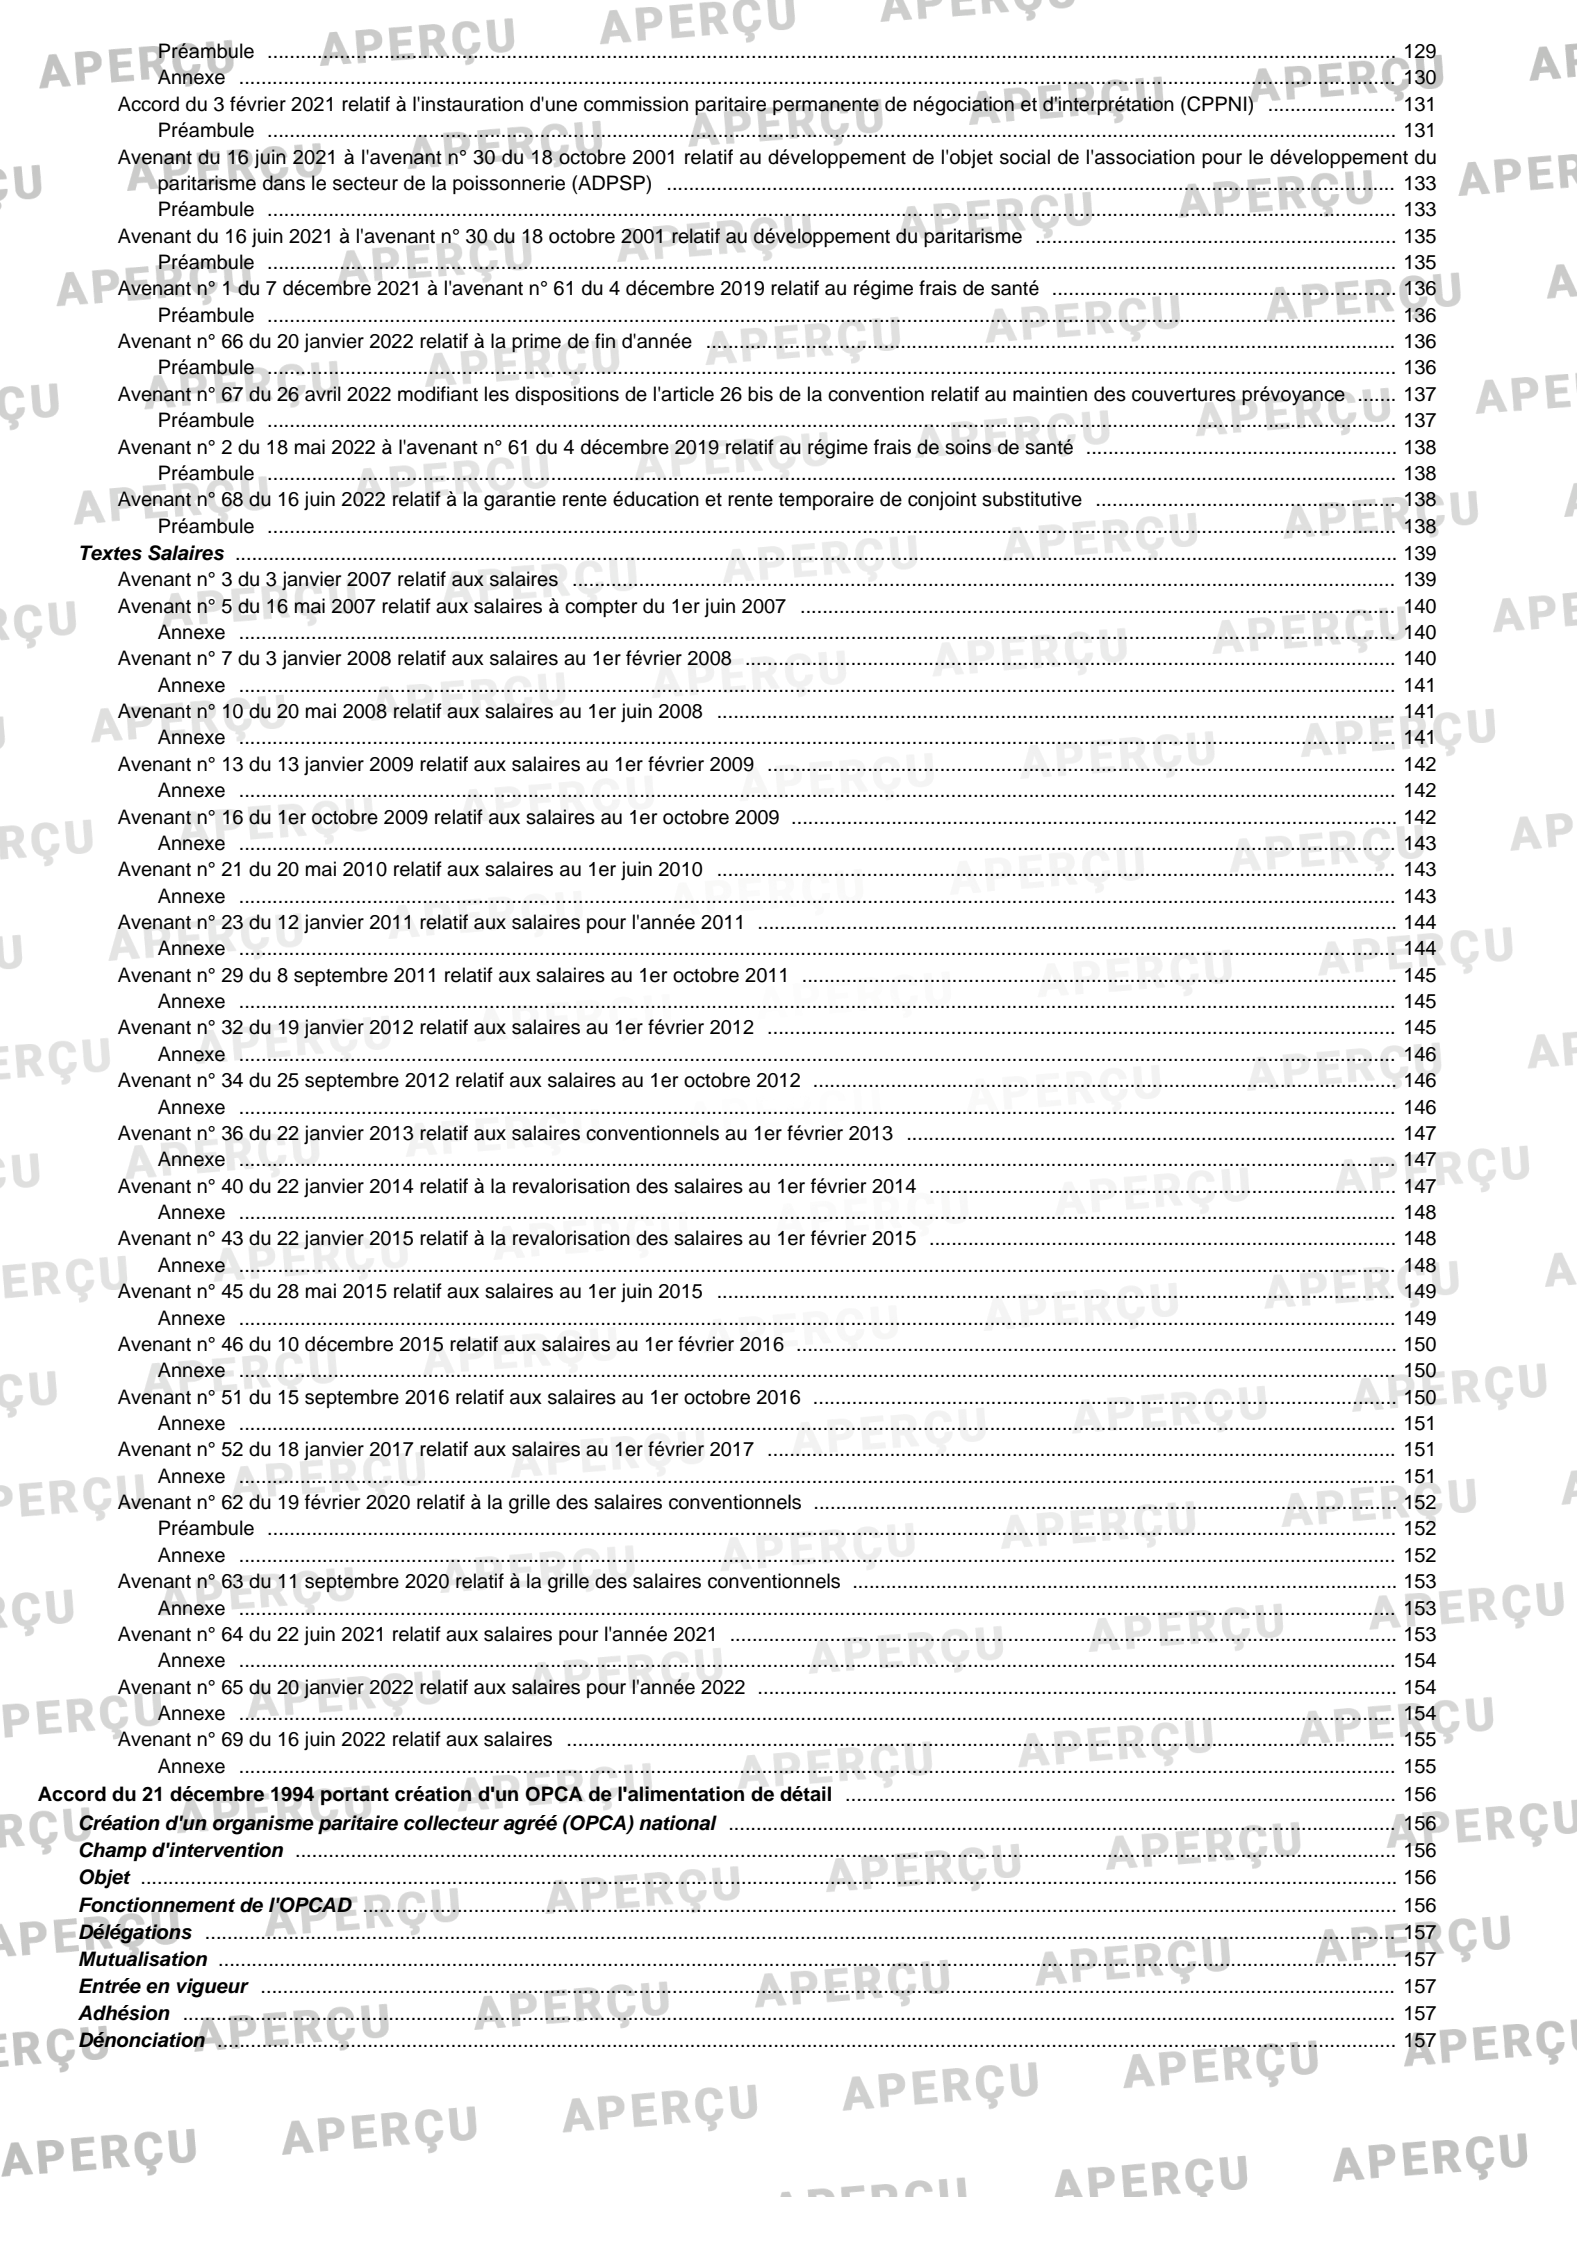 Préambule ... 129
Annexe ... 130
Accord du 3 février 2021 relatif à l'instauration d'une commission paritaire permanente de négociation et d'interprétation (CPPNI) ... 131
Préambule ... 131
Avenant du 16 juin 2021 à l'avenant n° 30 du 18 octobre 2001 relatif au développement de l'objet social de l'association pour le développement du
paritarisme dans le secteur de la poissonnerie (ADPSP) ... 133
Préambule ... 133
Avenant du 16 juin 2021 à l'avenant n° 30 du 18 octobre 2001 relatif au développement du paritarisme ... 135
Préambule ... 135
Avenant n° 1 du 7 décembre 2021 à l'avenant n° 61 du 4 décembre 2019 relatif au régime frais de santé ... 136
Préambule ... 136
Avenant n° 66 du 20 janvier 2022 relatif à la prime de fin d'année ... 136
Préambule ... 136
Avenant n° 67 du 26 avril 2022 modifiant les dispositions de l'article 26 bis de la convention relatif au maintien des couvertures prévoyance ... 137
Préambule ... 137
Avenant n° 2 du 18 mai 2022 à l'avenant n° 61 du 4 décembre 2019 relatif au régime frais de soins de santé ... 138
Préambule ... 138
Avenant n° 68 du 16 juin 2022 relatif à la garantie rente éducation et rente temporaire de conjoint substitutive ... 138
Préambule ... 138
Textes Salaires ... 139
Avenant n° 3 du 3 janvier 2007 relatif aux salaires ... 139
Avenant n° 5 du 16 mai 2007 relatif aux salaires à compter du 1er juin 2007 ... 140
Annexe ... 140
Avenant n° 7 du 3 janvier 2008 relatif aux salaires au 1er février 2008 ... 140
Annexe ... 141
Avenant n° 10 du 20 mai 2008 relatif aux salaires au 1er juin 2008 ... 141
Annexe ... 141
Avenant n° 13 du 13 janvier 2009 relatif aux salaires au 1er février 2009 ... 142
Annexe ... 142
Avenant n° 16 du 1er octobre 2009 relatif aux salaires au 1er octobre 2009 ... 142
Annexe ... 143
Avenant n° 21 du 20 mai 2010 relatif aux salaires au 1er juin 2010 ... 143
Annexe ... 143
Avenant n° 23 du 12 janvier 2011 relatif aux salaires pour l'année 2011 ... 144
Annexe ... 144
Avenant n° 29 du 8 septembre 2011 relatif aux salaires au 1er octobre 2011 ... 145
Annexe ... 145
Avenant n° 32 du 19 janvier 2012 relatif aux salaires au 1er février 2012 ... 145
Annexe ... 146
Avenant n° 34 du 25 septembre 2012 relatif aux salaires au 1er octobre 2012 ... 146
Annexe ... 146
Avenant n° 36 du 22 janvier 2013 relatif aux salaires conventionnels au 1er février 2013 ... 147
Annexe ... 147
Avenant n° 40 du 22 janvier 2014 relatif à la revalorisation des salaires au 1er février 2014 ... 147
Annexe ... 148
Avenant n° 43 du 22 janvier 2015 relatif à la revalorisation des salaires au 1er février 2015 ... 148
Annexe ... 148
Avenant n° 45 du 28 mai 2015 relatif aux salaires au 1er juin 2015 ... 149
Annexe ... 149
Avenant n° 46 du 10 décembre 2015 relatif aux salaires au 1er février 2016 ... 150
Annexe ... 150
Avenant n° 51 du 15 septembre 2016 relatif aux salaires au 1er octobre 2016 ... 150
Annexe ... 151
Avenant n° 52 du 18 janvier 2017 relatif aux salaires au 1er février 2017 ... 151
Annexe ... 151
Avenant n° 62 du 19 février 2020 relatif à la grille des salaires conventionnels ... 152
Préambule ... 152
Annexe ... 152
Avenant n° 63 du 11 septembre 2020 relatif à la grille des salaires conventionnels ... 153
Annexe ... 153
Avenant n° 64 du 22 juin 2021 relatif aux salaires pour l'année 2021 ... 153
Annexe ... 154
Avenant n° 65 du 20 janvier 2022 relatif aux salaires pour l'année 2022 ... 154
Annexe ... 154
Avenant n° 69 du 16 juin 2022 relatif aux salaires ... 155
Annexe ... 155
Accord du 21 décembre 1994 portant création d'un OPCA de l'alimentation de détail ... 156
Création d'un organisme paritaire collecteur agréé (OPCA) national ... 156
Champ d'intervention ... 156
Objet ... 156
Fonctionnement de l'OPCAD ... 156
Délégations ... 157
Mutualisation ... 157
Entrée en vigueur ... 157
Adhésion ... 157
Dénonciation ... 157
APERÇU